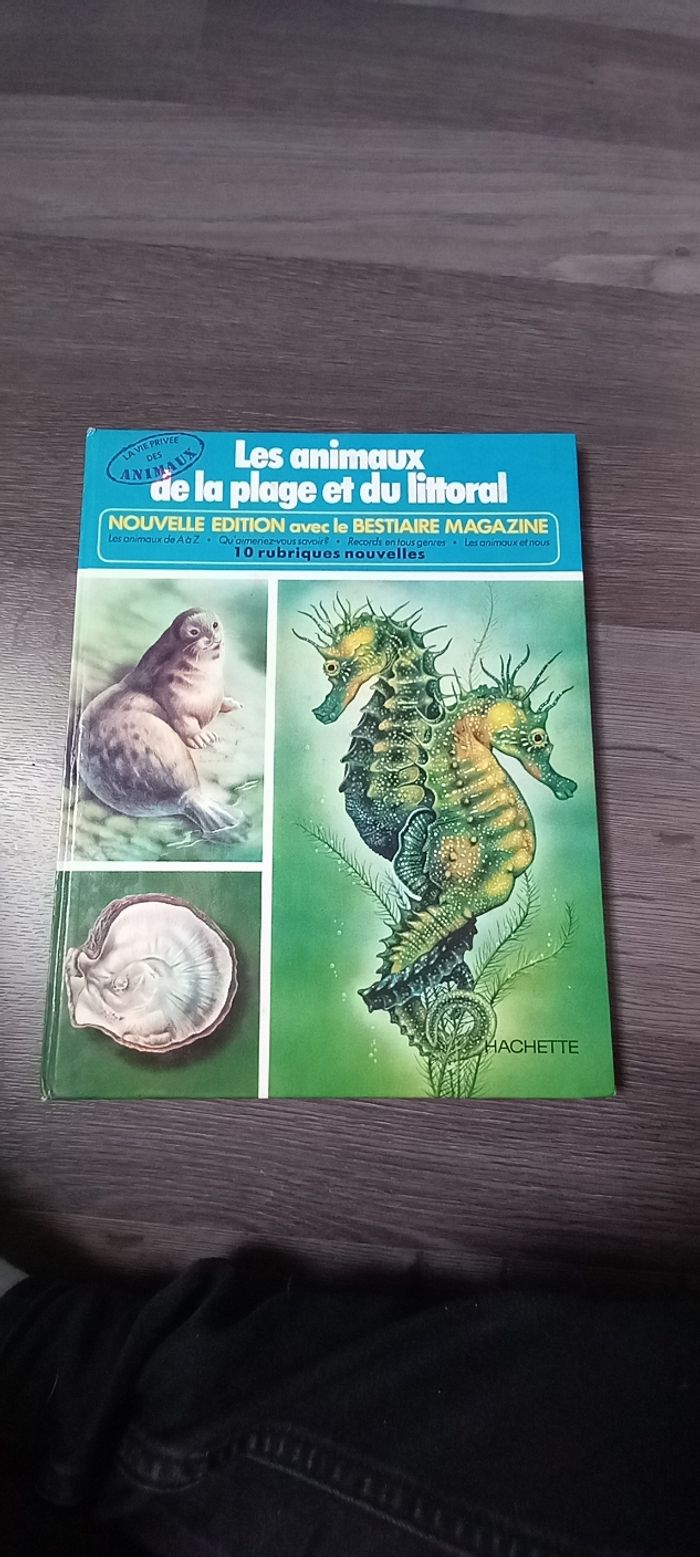 LA VIE PRIVÉE
DES
ANIMAUX
Les animaux
de la plage et du littoral
NOUVELLE EDITION avec le BESTIAIRE MAGAZINE
Les animaux de A à Z • Qu'aimeriez-vous savoir? • Records en tous genres • Les animaux et nous
10 rubriques nouvelles
HACHETTE